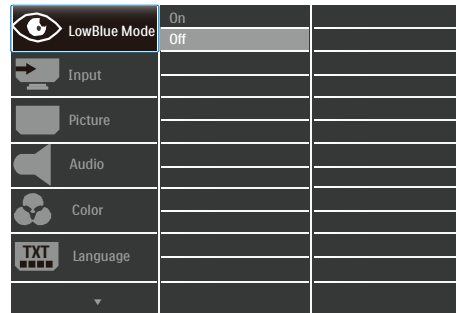 LowBlue Mode
On
Off
Input
Picture
Audio
Color
TXT
Language